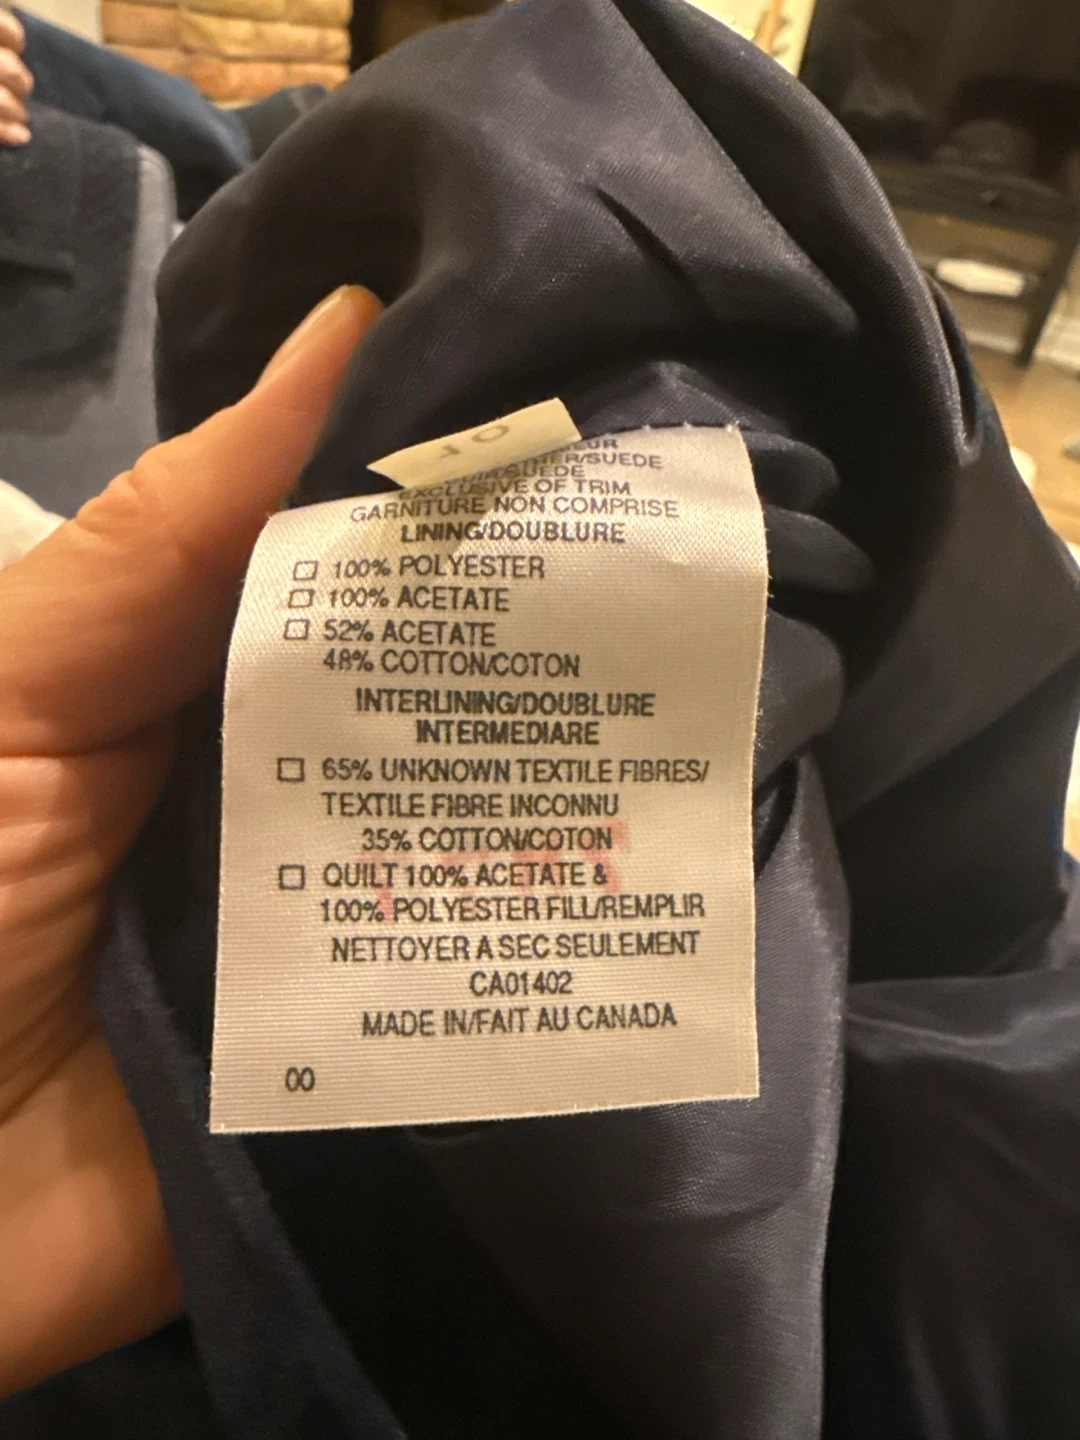 10
/SUEDE
SUEDE
EXCLUSIVE OF TRIM
GARNITURE NON COMPRISE
LINING/DOUBLURE
100% POLYESTER
100% ACETATE
52% ACETATE
48% COTTON/COTON
INTERLINING/DOUBLURE
INTERMEDIARE
65% UNKNOWN TEXTILE FIBRES/
TEXTILE FIBRE INCONNU
35% COTTON/COTON
QUILT 100% ACETATE &
100% POLYESTER FILL/REMPLIR
NETTOYER A SEC SEULEMENT
CA01402
MADE IN/FAIT AU CANADA
00